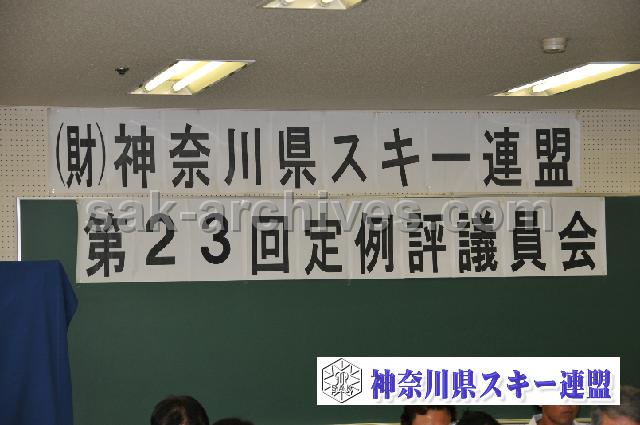 (財)神奈川県スキー連盟
sak-archives.com
第23回定例評議員会
神奈川県スキー連盟